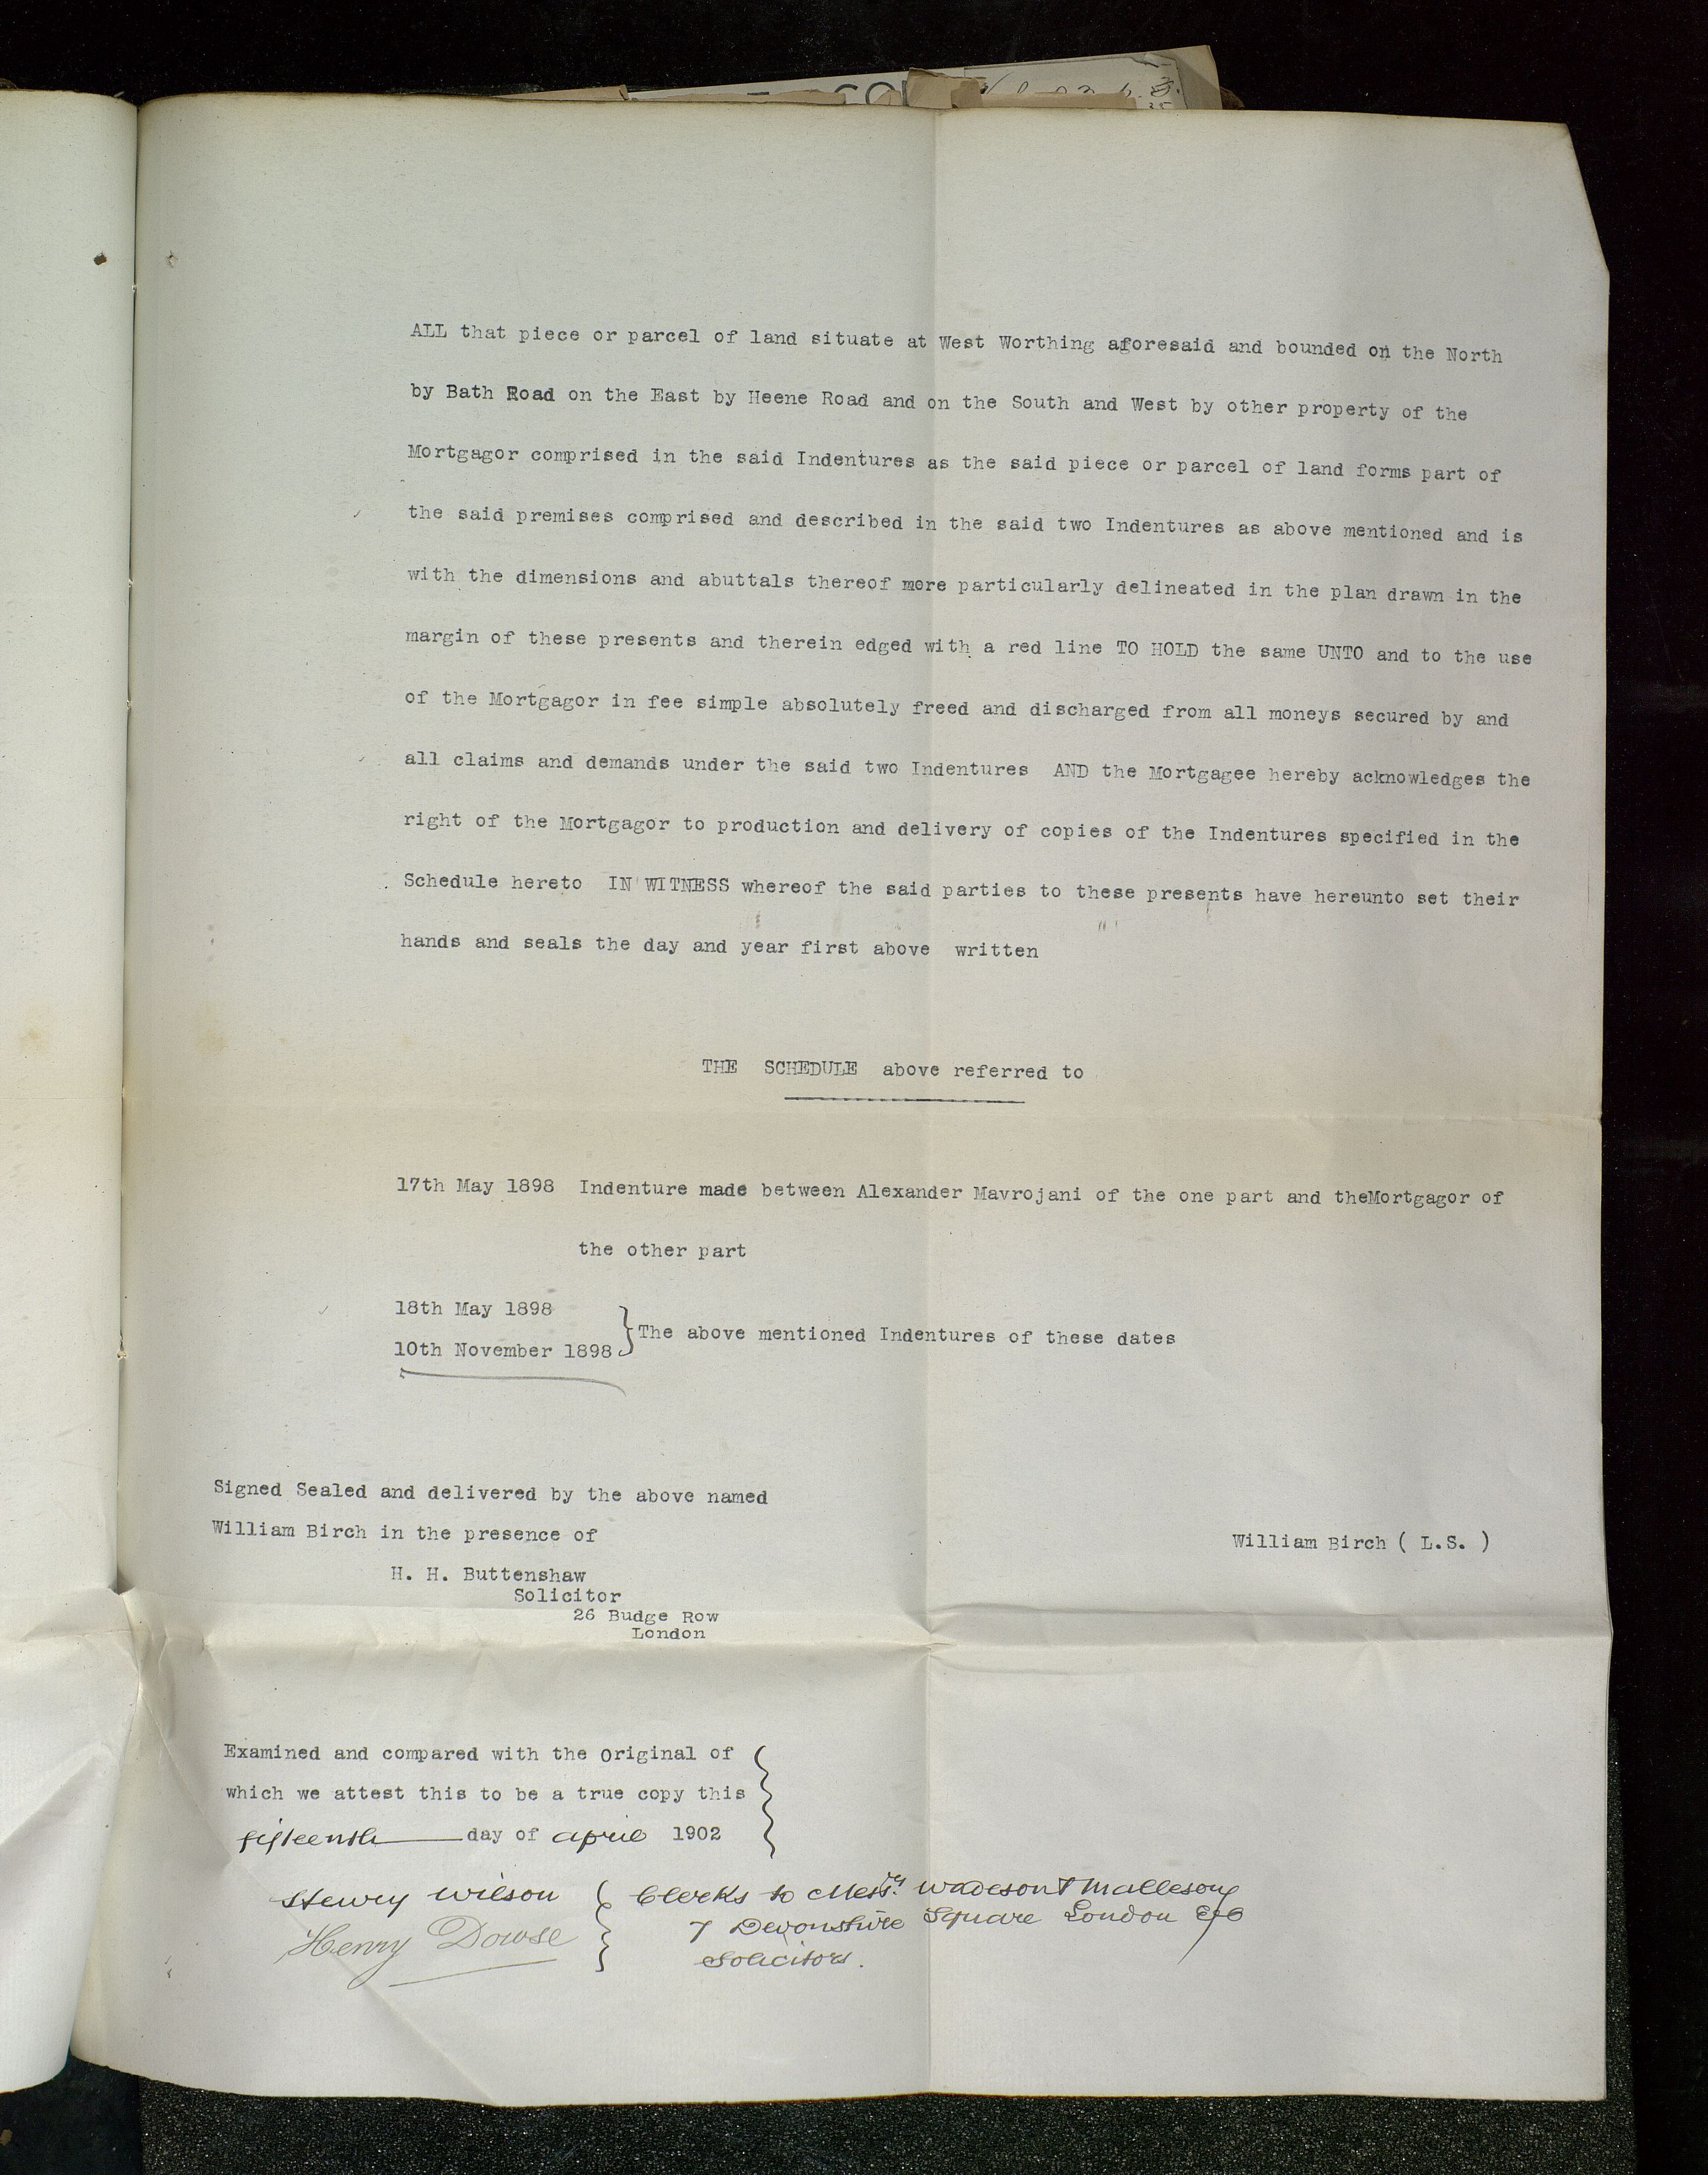 ALL that piece or parcel of land situate at West Worthing aforesaid and bounded on the North
by Bath Road on the East by Heene Road and on the South and West by other property of the
Mortgagor comprised in the said Indentures as the said piece or parcel of land forms part of
the said premises comprised and described in the said two Indentures as above mentioned and is
with the dimensions and abuttals thereof more particularly delineated in the plan drawn in the
margin of these presents and therein edged with a red line TO HOLD the same UNTO and to the use
of the Mortgagor in fee simple absolutely freed and discharged from all moneys secured by and
all claims and demands under the said two Indentures AND the Mortgagee hereby acknowledges the
right of the Mortgagor to production and delivery of copies of the Indentures specified in the
Schedule hereto IN WITNESS whereof the said parties to these presents have hereunto set their
hands and seals the day and year first above written
THE SCHEDULE above referred to
17th May 1898 Indenture made between Alexander Mavrojani of the one part and theMortgagor of
the other part
18th May 1898
10th November 1898 } The above mentioned Indentures of these dates
Signed Sealed and delivered by the above named
William Birch in the presence of
William Birch ( L.S. )
H. H. Buttenshaw
Solicitor
26 Budge Row
London
Examined and compared with the original of
which we attest this to be a true copy this
fifteenth day of April 1902
Henry Wilson } Clerks to Messrs. Wadeson & Malleson
Henry Dowse 7 Devonshire Square London EC
Solicitors.